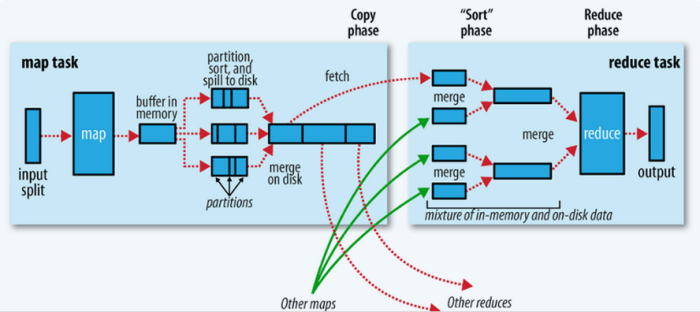 Copy
phase
“Sort”
phase
Reduce
phase
map task
partition,
sort, and
spill to disk
fetch
reduce task
buffer in
memory
merge
map
merge
reduce
input
split
merge
on disk
merge
output
partitions
mixture of in-memory and on-disk data
Other maps
Other reduces